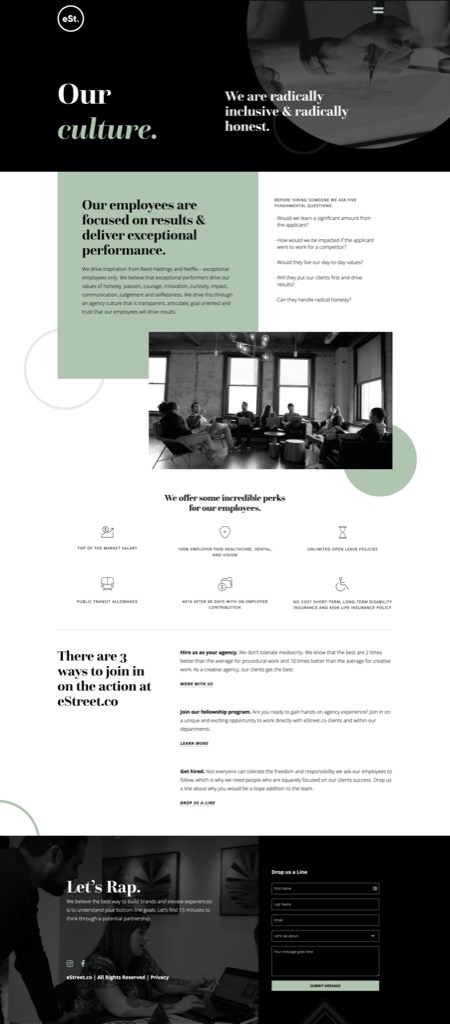 eSt.
Our
culture.
We are radically
inclusive & radically
honest.
Our employees are
focused on results &
deliver exceptional
performance.
We drive inspiration from Reed Hastings and Netflix – exceptional
employees only. We believe that exceptional performers drive our
values of honesty, passion, courage, innovation, curiosity, impact,
communication, judgement and selflessness. We drive this through
an agency culture that is transparent, articulate, goal oriented and
trust that our employees will drive results.
BEFORE HIRING SOMEONE WE ASK FIVE
FUNDAMENTAL QUESTIONS:
- Would we learn a significant amount from
the applicant?
- How would we be impacted if the applicant
went to work for a competitor?
- Would they live our day-to-day values?
- Will they put our clients first and drive
results?
- Can they handle radical honesty?
We offer some incredible perks
for our employees.
TOP OF THE MARKET SALARY
100% EMPLOYER PAID HEALTHCARE, DENTAL,
AND VISION
UNLIMITED OPEN LEAVE POLICIES
PUBLIC TRANSIT ALLOWANCE
401K AFTER 90 DAYS WITH 5% EMPLOYER
CONTRIBUTION
NO COST SHORT-TERM, LONG-TERM DISABILITY
INSURANCE AND $50K LIFE INSURANCE POLICY
There are 3
ways to join in
on the action at
eStreet.co
Hire us as your agency. We don't tolerate mediocrity. We know that the best are 2 times
better than the average for procedural work and 10 times better than the average for creative
work. As a creative agency, our clients get the best.
WORK WITH US
Join our fellowship program. Are you ready to gain hands-on agency experience? Join in on
a unique and exciting opportunity to work directly with eStreet.co clients and within our
departments.
LEARN MORE
Get hired. Not everyone can tolerate the freedom and responsibility we ask our employees to
follow, which is why we need people who are squarely focused on our clients success. Drop us
a line about why you would be a dope addition to the team.
DROP US A LINE
Let's Rap.
We believe the best way to build brands and elevate experiences
is to understand your bottom line goals. Let's find 15 minutes to
think through a potential partnership.
eStreet.co | All Rights Reserved | Privacy
Drop us a Line
First Name
Last Name
Email
Let's rap about...
Your message goes here
SUBMIT MESSAGE